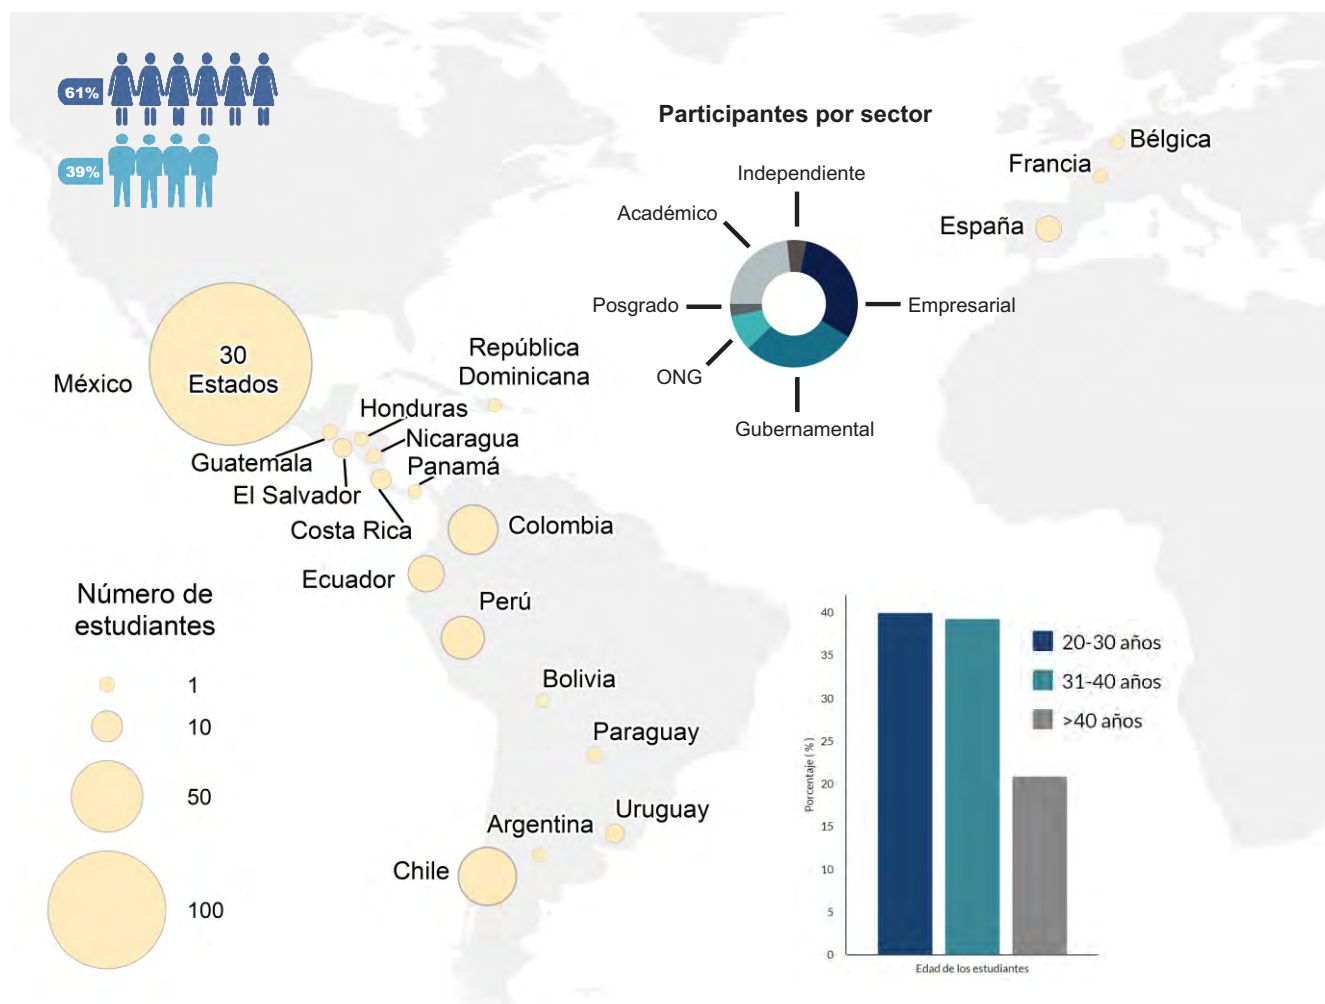 61%
39%
Participantes por sector
Independiente
Académico
Posgrado
Empresarial
ONG
Gubernamental
Bélgica
Francia
España
México
30
Estados
República
Dominicana
Honduras
Nicaragua
Guatemala
Panamá
El Salvador
Costa Rica
Colombia
Ecuador
Perú
Bolivia
Paraguay
Uruguay
Argentina
Chile
Número de
estudiantes
1
10
50
100
40
35
30
25
20
15
10
5
0
Porcentaje (%)
Edad de los estudiantes
20-30 años
31-40 años
>40 años